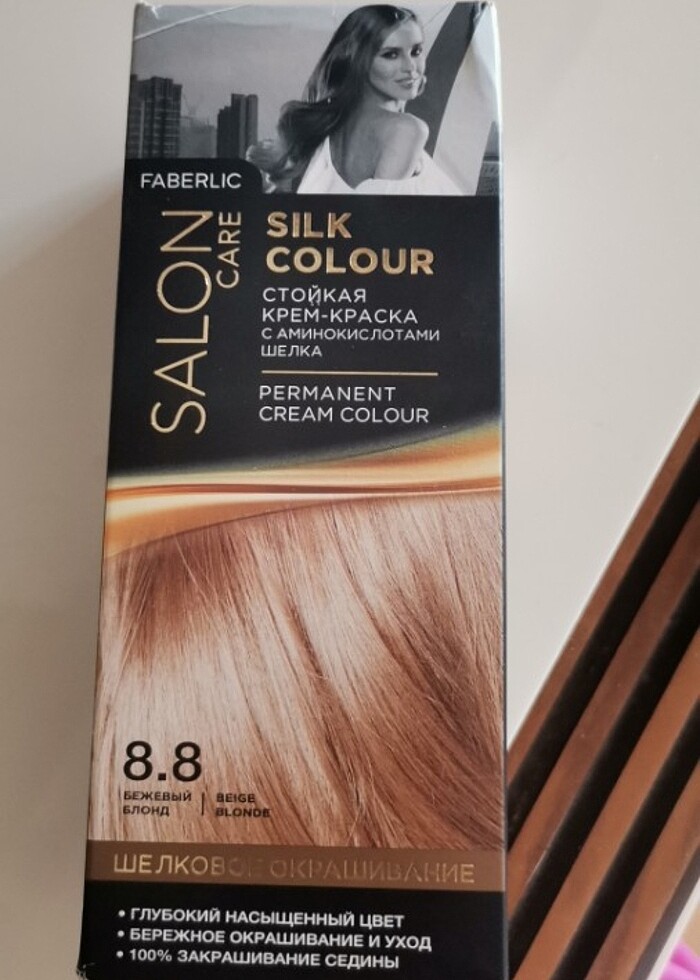 FABERLIC
SALON
CARE
SILK
COLOUR
СТОЙКАЯ
КРЕМ-КРАСКА
С АМИНОКИСЛОТАМИ
ШЕЛКА
PERMANENT
CREAM COLOUR
8.8
БЕЖЕВЫЙ
БЛОНД
BEIGE
BLONDE
ШЕЛКОВОЕ ОКРАШИВАНИЕ
• ГЛУБОКИЙ НАСЫЩЕННЫЙ ЦВЕТ
• БЕРЕЖНОЕ ОКРАШИВАНИЕ И УХОД
• 100% ЗАКРАШИВАНИЕ СЕДИНЫ